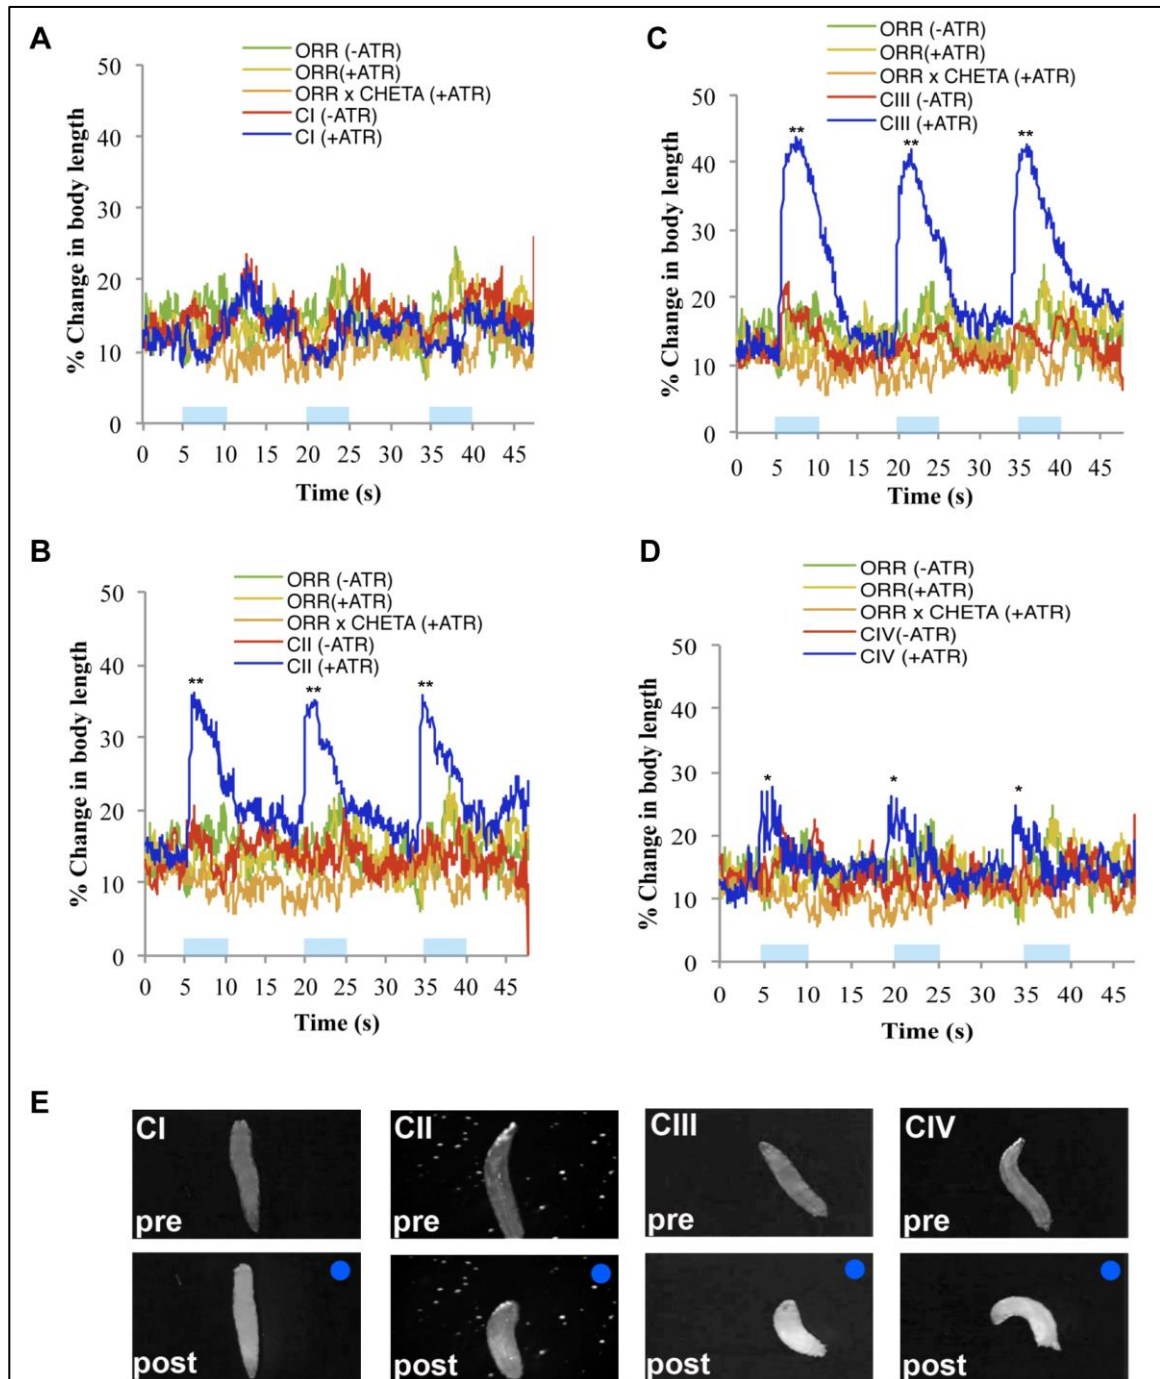 A
ORR (-ATR)
ORR(+ATR)
ORR x CHETA (+ATR)
CI (-ATR)
CI (+ATR)
% Change in body length
50
40
30
20
10
0
0 5 10 15 20 25 30 35 40 45
Time (s)
C
ORR (-ATR)
ORR(+ATR)
ORR x CHETA (+ATR)
CIII (-ATR)
CIII (+ATR)
% Change in body length
50
40
30
20
10
0
** ** **
0 5 10 15 20 25 30 35 40 45
Time (s)
B
ORR (-ATR)
ORR(+ATR)
ORR x CHETA (+ATR)
CII (-ATR)
CII (+ATR)
% Change in body length
50
40
30
20
10
0
** ** **
0 5 10 15 20 25 30 35 40 45
Time (s)
D
ORR (-ATR)
ORR(+ATR)
ORR x CHETA (+ATR)
CIV(-ATR)
CIV (+ATR)
% Change in body length
50
40
30
20
10
0
* * *
0 5 10 15 20 25 30 35 40 45
Time (s)
E
CI CII CIII CIV
pre pre pre pre
post post post post